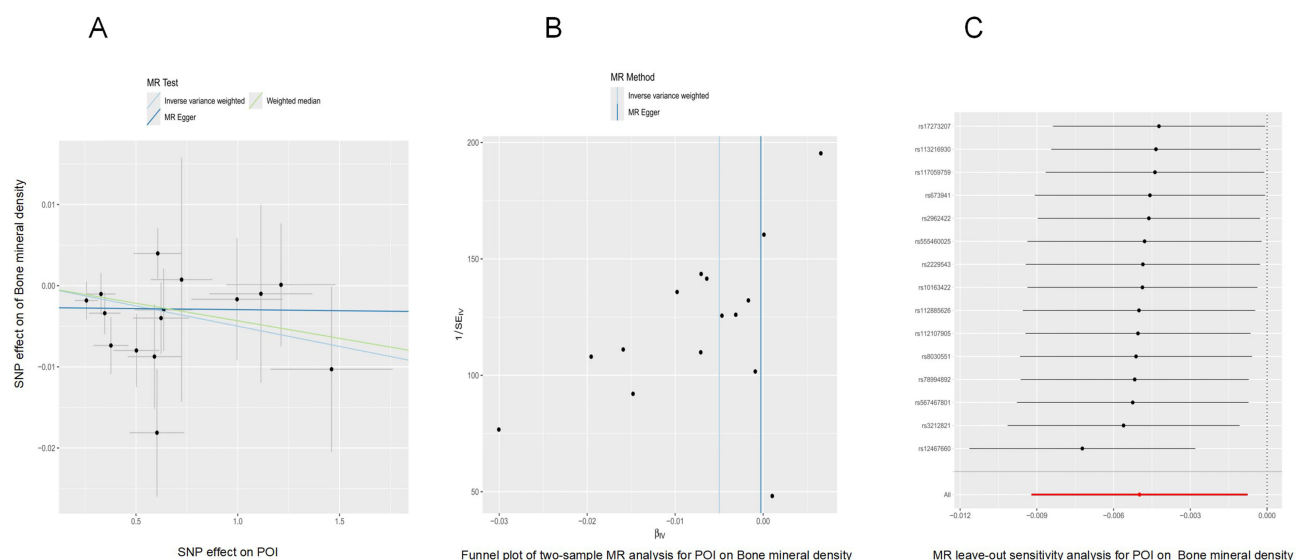 A
B
C
MR Test
Inverse variance weighted
Weighted median
MR Egger
MR Method
Inverse variance weighted
MR Egger
SNP effect on of Bone mineral density
0.01
0.00
−0.01
−0.02
0.5
1.0
1.5
SNP effect on POI
1/SE_IV
200
150
100
50
−0.03
−0.02
−0.01
0.00
β_IV
Funnel plot of two-sample MR analysis for POI on Bone mineral density
rs17273207
rs113216930
rs117059759
rs673941
rs2962422
rs555460025
rs2229543
rs10163422
rs112885626
rs112107905
rs8030551
rs78994892
rs567467801
rs3212821
rs12467660
All
−0.012
−0.009
−0.006
−0.003
0.000
MR leave-out sensitivity analysis for POI on Bone mineral density